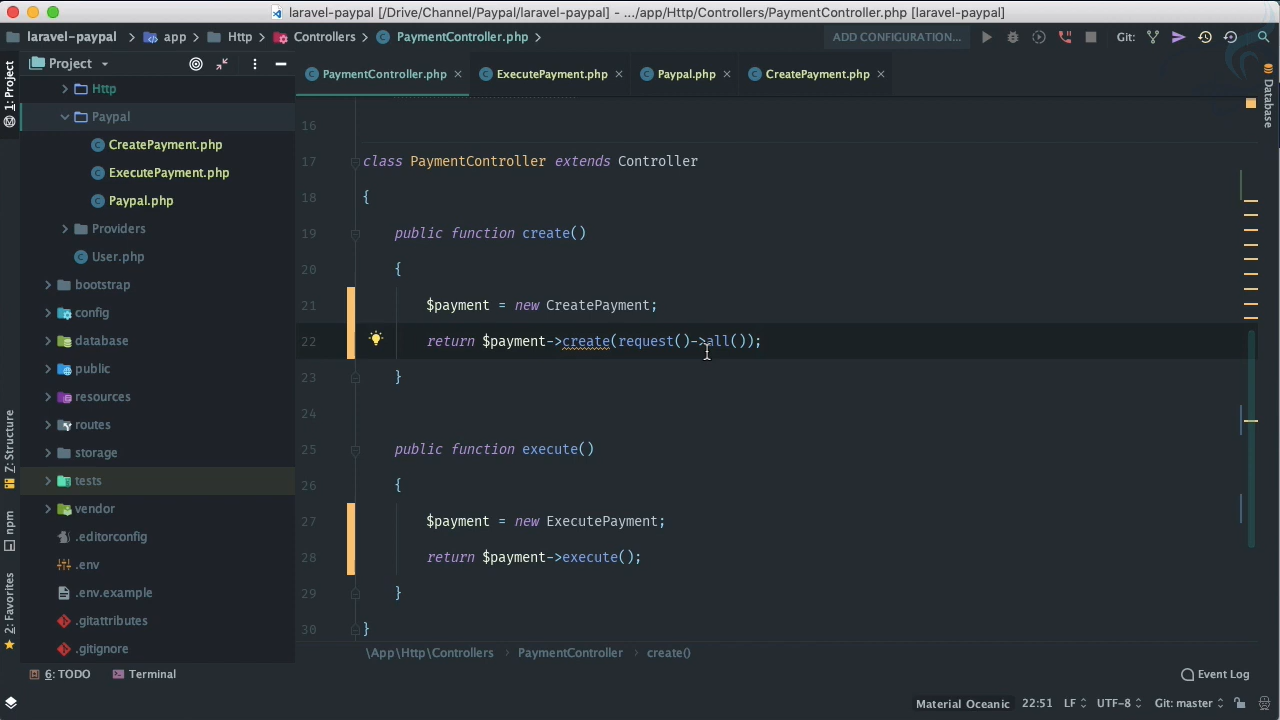 laravel-paypal [/Drive/Channel/Paypal/laravel-paypal] - .../app/Http/Controllers/PaymentController.php [laravel-paypal]
laravel-paypal app Http Controllers PaymentController.php ADD CONFIGURATION... Git:
Project
PaymentController.php ExecutePayment.php Paypal.php CreatePayment.php
1: Project
Z: Structure
npm
2: Favorites
Database
Http
Paypal
CreatePayment.php
ExecutePayment.php
Paypal.php
Providers
User.php
bootstrap
config
database
public
resources
routes
storage
tests
vendor
.editorconfig
.env
.env.example
.gitattributes
.gitignore
16
17 class PaymentController extends Controller
18 {
19 public function create()
20 {
21 $payment = new CreatePayment;
22 return $payment->create(request()->all());
23 }
24
25 public function execute()
26 {
27 $payment = new ExecutePayment;
28 return $payment->execute();
29 }
30 }
\App\Http\Controllers PaymentController create()
6: TODO Terminal Event Log
Material Oceanic 22:51 LF UTF-8 Git: master